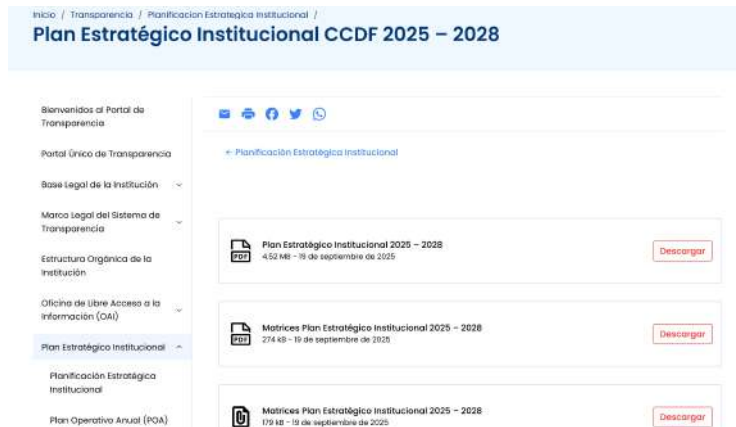 Inicio / Transparencia / Planificacion Estrategica Institucional /
Plan Estratégico Institucional CCDF 2025 – 2028
Bienvenidos al Portal de
Transparencia
Portal Único de Transparencia
Base Legal de la Institución
Marco Legal del Sistema de
Transparencia
Estructura Orgánica de la
Institución
Oficina de Libre Acceso a la
Información (OAI)
Plan Estratégico Institucional
Planificación Estratégica
Institucional
Plan Operativo Anual (POA)
← Planificación Estratégica Institucional
PDF
Plan Estratégico Institucional 2025 – 2028
4,52 MB - 19 de septiembre de 2025
Descargar
PDF
Matrices Plan Estratégico Institucional 2025 – 2028
274 kB - 19 de septiembre de 2025
Descargar
Matrices Plan Estratégico Institucional 2025 – 2028
179 kB - 19 de septiembre de 2025
Descargar